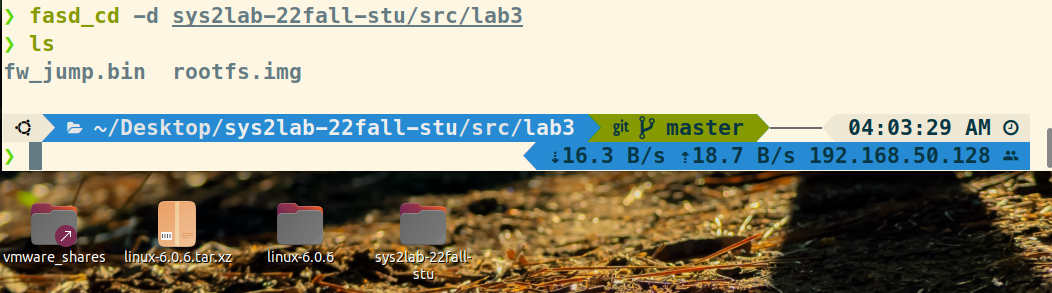 ❯ fasd_cd -d sys2lab-22fall-stu/src/lab3
❯ ls
fw_jump.bin  rootfs.img
~/Desktop/sys2lab-22fall-stu/src/lab3 git master 04:03:29 AM
❯ ⇣16.3 B/s ⇡18.7 B/s 192.168.50.128
vmware_shares linux-6.0.6.tar.xz linux-6.0.6 sys2lab-22fall-
stu